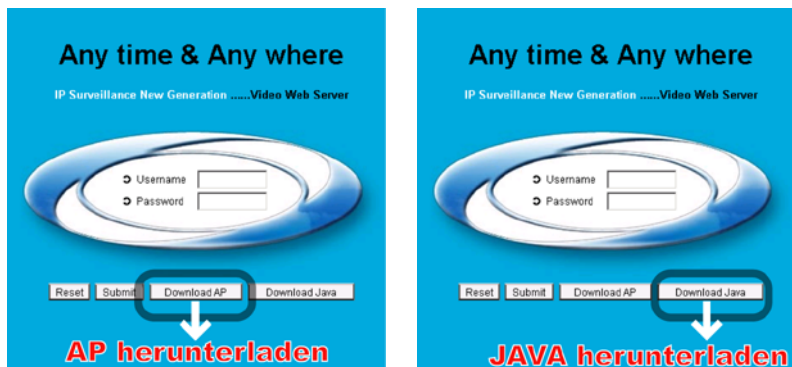 Any time & Any where
IP Surveillance New Generation ......Video Web Server
Username
Password
Reset Submit Download AP Download Java
AP herunterladen
Any time & Any where
IP Surveillance New Generation ......Video Web Server
Username
Password
Reset Submit Download AP Download Java
JAVA herunterladen